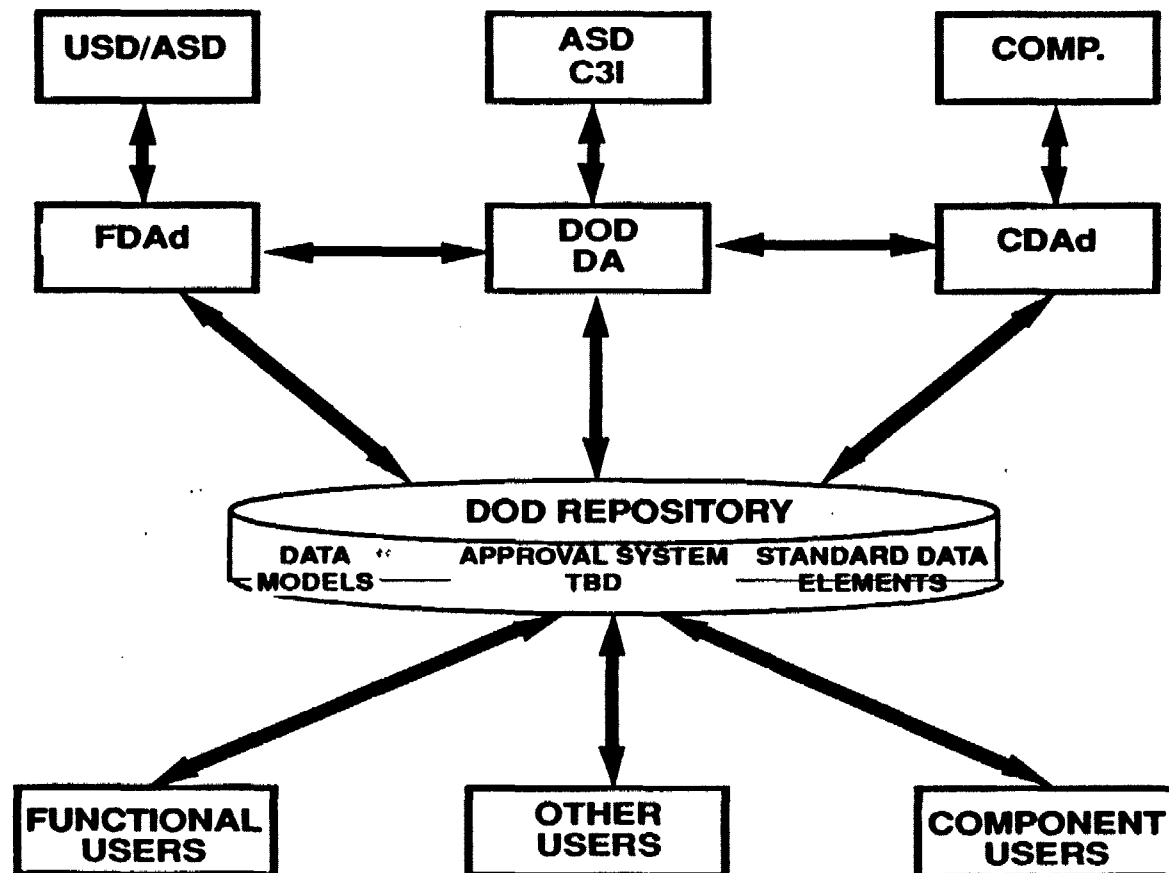 USD/ASD
ASD
C3I
COMP.
FDAd
DOD
DA
CDAd
DOD REPOSITORY
DATA
MODELS
APPROVAL SYSTEM
TBD
STANDARD DATA
ELEMENTS
FUNCTIONAL
USERS
OTHER
USERS
COMPONENT
USERS